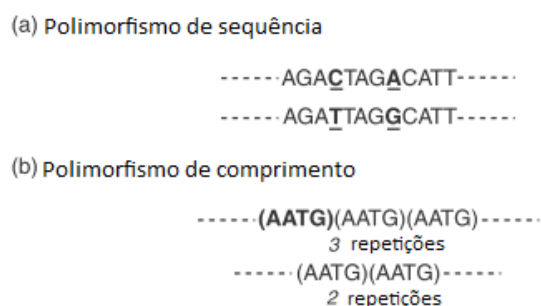 (a) Polimorfismo de sequência
-----·AGACTAGACATT-----·
-----·AGATTAGGCATT-----·
(b) Polimorfismo de comprimento
-----·(AATG)(AATG)(AATG)-----·
3 repetições
-----·(AATG)(AATG)-----·
2 repetições